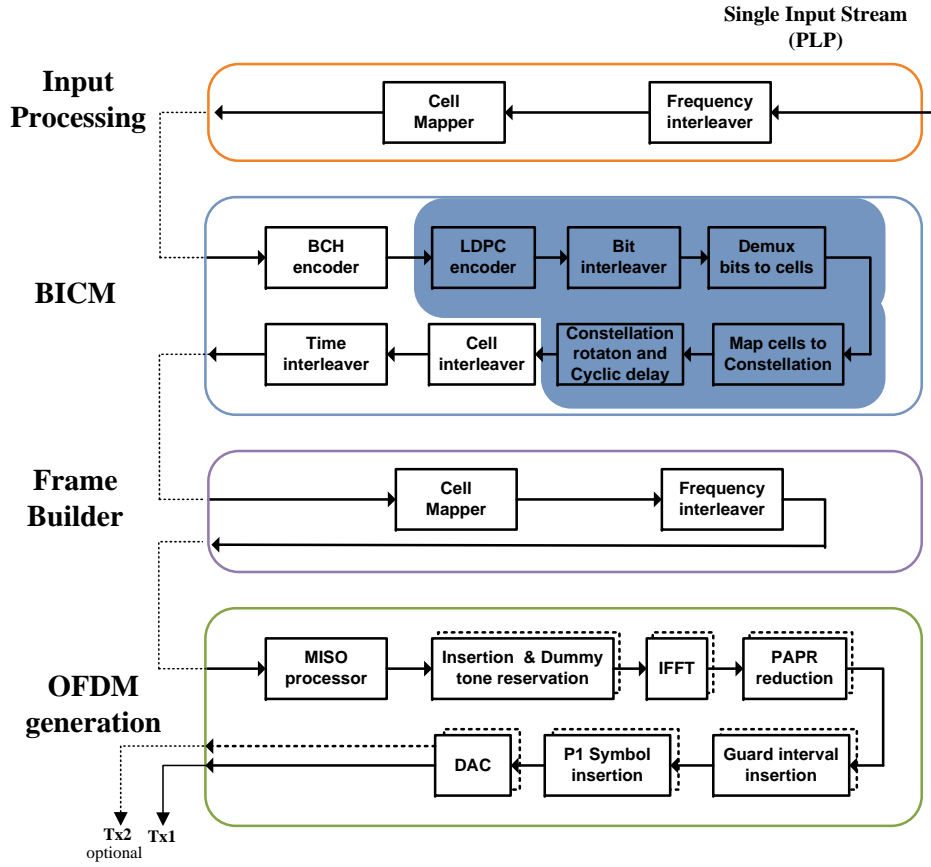 Single Input Stream
(PLP)
Input
Processing
Cell
Mapper
Frequency
interleaver
BICM
BCH
encoder
LDPC
encoder
Bit
interleaver
Demux
bits to cells
Time
interleaver
Cell
interleaver
Constellation
rotaton and
Cyclic delay
Map cells to
Constellation
Frame
Builder
Cell
Mapper
Frequency
interleaver
OFDM
generation
MISO
processor
Insertion & Dummy
tone reservation
IFFT
PAPR
reduction
DAC
P1 Symbol
insertion
Guard interval
insertion
Tx2
optional
Tx1